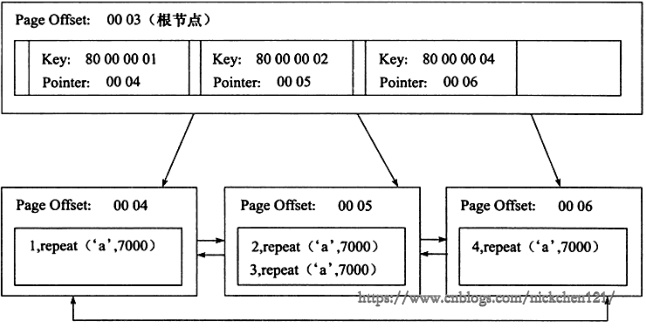 Page Offset: 00 03（根节点）
Key: 80 00 00 01 Key: 80 00 00 02 Key: 80 00 00 04
Pointer: 00 04 Pointer: 00 05 Pointer: 00 06
Page Offset: 00 04 Page Offset: 00 05 Page Offset: 00 06
1,repeat（‘a’,7000） 2,repeat（‘a’,7000） 4,repeat（‘a’,7000）
3,repeat（‘a’,7000）
https://www.cnblogs.com/nickchen121/